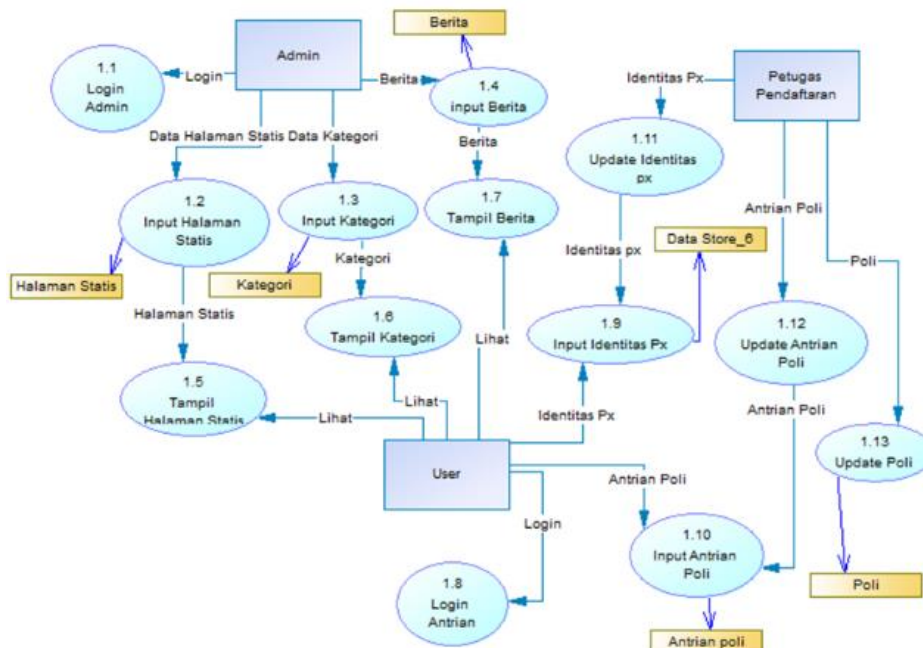 Berita
Admin
1.1
Login
Admin
Login
Berita
1.4
input Berita
Identitas Px
Petugas
Pendaftaran
Data Halaman Statis
Data Kategori
Berita
1.11
Update Identitas
px
1.2
Input Halaman
Statis
1.3
Input Kategori
1.7
Tampil Berita
Antrian Poli
Identitas px
Data Store_6
Poli
Halaman Statis
Kategori
Kategori
Halaman Statis
1.6
Tampil Kategori
Lihat
1.9
Input Identitas Px
1.12
Update Antrian
Poli
1.5
Tampil
Halaman Statis
Lihat
Lihat
Identitas Px
Antrian Poli
1.13
Update Poli
User
Antrian Poli
Login
1.10
Input Antrian
Poli
1.8
Login
Antrian
Poli
Antrian poli